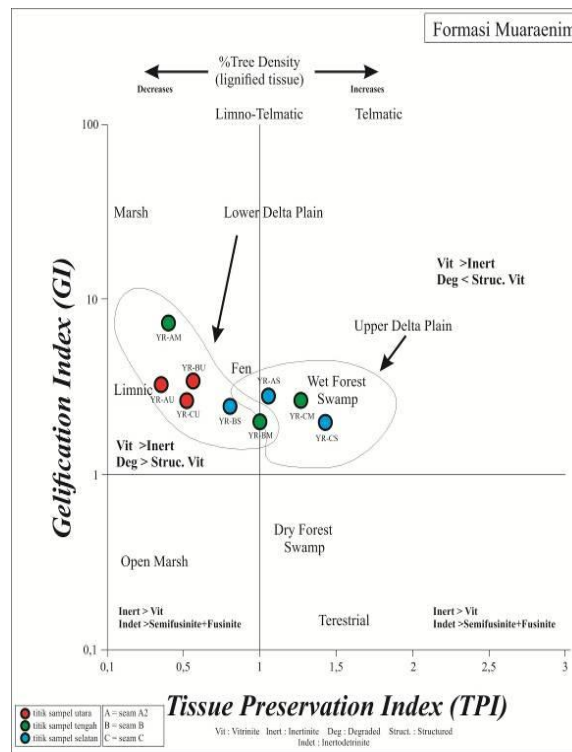 Formasi Muaraenim
%Tree Density
(lignified tissue)
Decreases
Increases
Limno-Telmatic
Telmatic
100
Marsh
Lower Delta Plain
Vit >Inert
Deg < Struc. Vit
10
Upper Delta Plain
YR-AM
Fen
YR-BU
YR-AS
Wet Forest
Swamp
Limnic
YR-AU
YR-CU
YR-BS
YR-BM
YR-CM
YR-CS
Vit >Inert
Deg > Struc. Vit
1
Dry Forest
Swamp
Open Marsh
Inert > Vit
Indet >Semifusinite+Fusinite
Terestrial
Inert > Vit
Indet >Semifusinite+Fusinite
0,1
Gelification Index (GI)
0,1
0,5
1
1,5
2
2,5
3
Tissue Preservation Index (TPI)
titik sampel utara
titik sampel tengah
titik sampel selatan
A = seam A2
B = seam B
C = seam C
Vit : Vitrinite Inert : Inertinite Deg : Degraded Struct. : Structured
Indet : Inertodetrinite